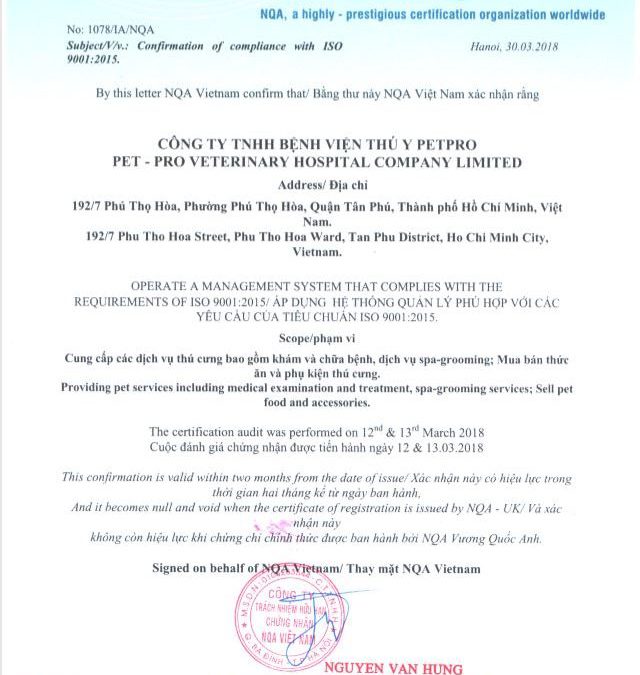 NQA, a highly - prestigious certification organization worldwide
No: 1078/IA/NQA
Subject/V/v.: Confirmation of compliance with ISO Hanoi, 30.03.2018
9001:2015.
By this letter NQA Vietnam confirm that/ Bằng thư này NQA Việt Nam xác nhận rằng
CÔNG TY TNHH BỆNH VIỆN THÚ Y PETPRO
PET - PRO VETERINARY HOSPITAL COMPANY LIMITED
Address/ Địa chỉ
192/7 Phú Thọ Hòa, Phường Phú Thọ Hòa, Quận Tân Phú, Thành phố Hồ Chí Minh, Việt
Nam.
192/7 Phu Tho Hoa Street, Phu Tho Hoa Ward, Tan Phu District, Ho Chi Minh City,
Vietnam.
OPERATE A MANAGEMENT SYSTEM THAT COMPLIES WITH THE
REQUIREMENTS OF ISO 9001:2015/ ÁP DỤNG HỆ THỐNG QUẢN LÝ PHÙ HỢP VỚI CÁC
YÊU CẦU CỦA TIÊU CHUẨN ISO 9001:2015.
Scope/phạm vi
Cung cấp các dịch vụ thú cưng bao gồm khám và chữa bệnh, dịch vụ spa-grooming; Mua bán thức
ăn và phụ kiện thú cưng.
Providing pet services including medical examination and treatment, spa-grooming services; Sell pet
food and accessories.
The certification audit was performed on 12nd & 13rd March 2018
Cuộc đánh giá chứng nhận được tiến hành ngày 12 & 13.03.2018
This confirmation is valid within two months from the date of issue/ Xác nhận này có hiệu lực trong
thời gian hai tháng kể từ ngày ban hành.
And it becomes null and void when the certificate of registration is issued by NQA - UK/ Và xác
nhận này
không còn hiệu lực khi chứng chỉ chính thức được ban hành bởi NQA Vương Quốc Anh.
Signed on behalf of NQA Vietnam/ Thay mặt NQA Vietnam
CÔNG TY
TRÁCH NHIỆM HỮU HẠN
CHỨNG NHẬN
NQA VIỆT NAM
Q. BA ĐÌNH - T.P HÀ NỘI
NGUYEN VAN HUNG